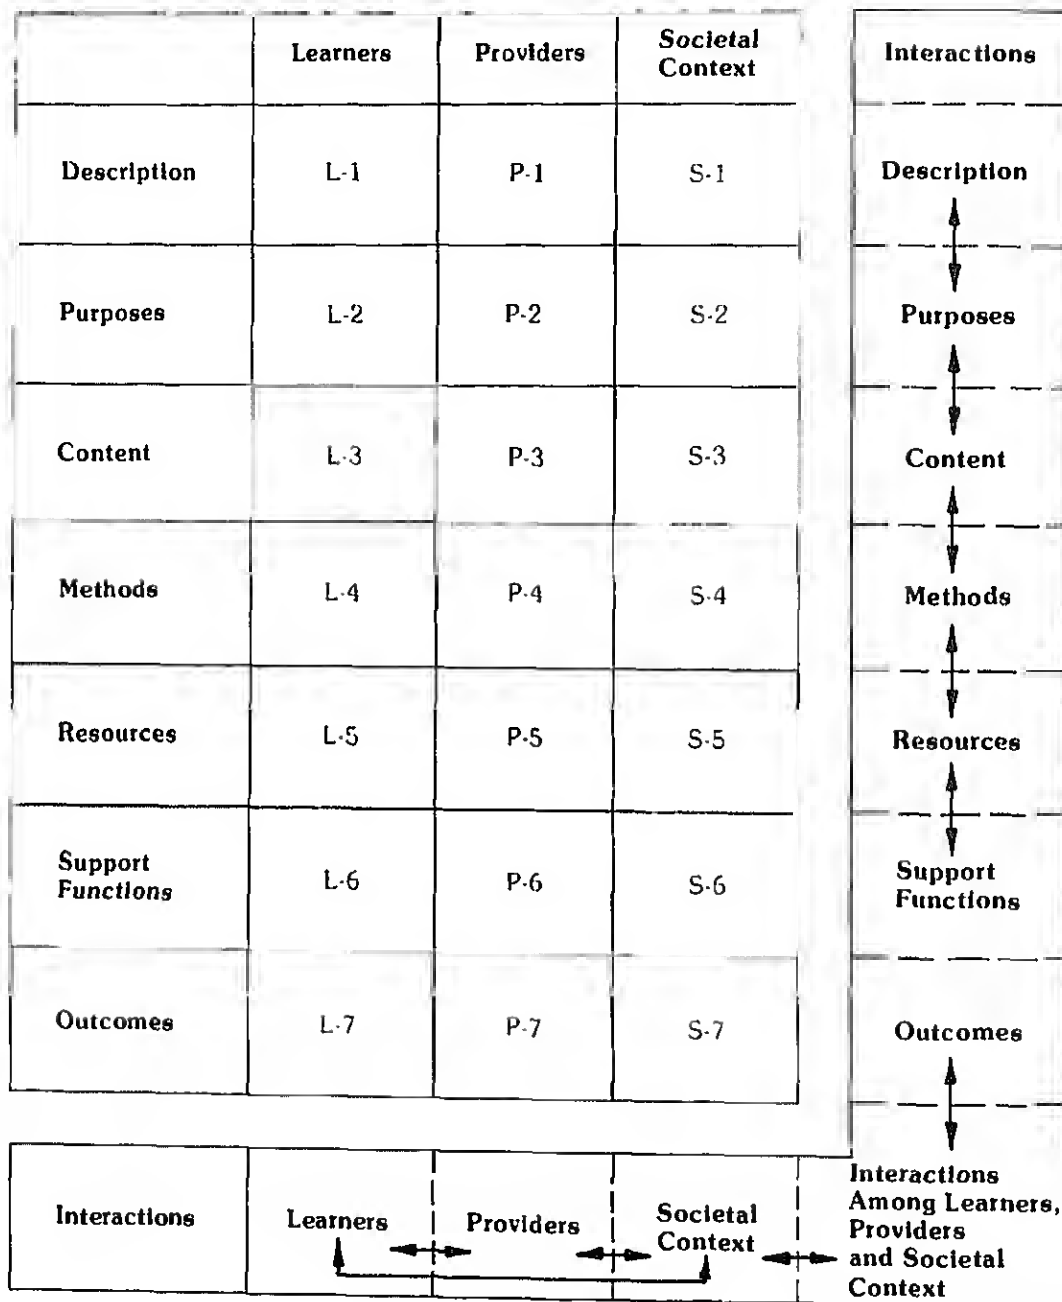 Learners Providers Societal Context Interactions
Description L-1 P-1 S-1 Description
Purposes L-2 P-2 S-2 Purposes
Content L-3 P-3 S-3 Content
Methods L-4 P-4 S-4 Methods
Resources L-5 P-5 S-5 Resources
Support Functions L-6 P-6 S-6 Support Functions
Outcomes L-7 P-7 S-7 Outcomes
Interactions Learners Providers Societal Context
Interactions
Among Learners,
Providers
and Societal
Context